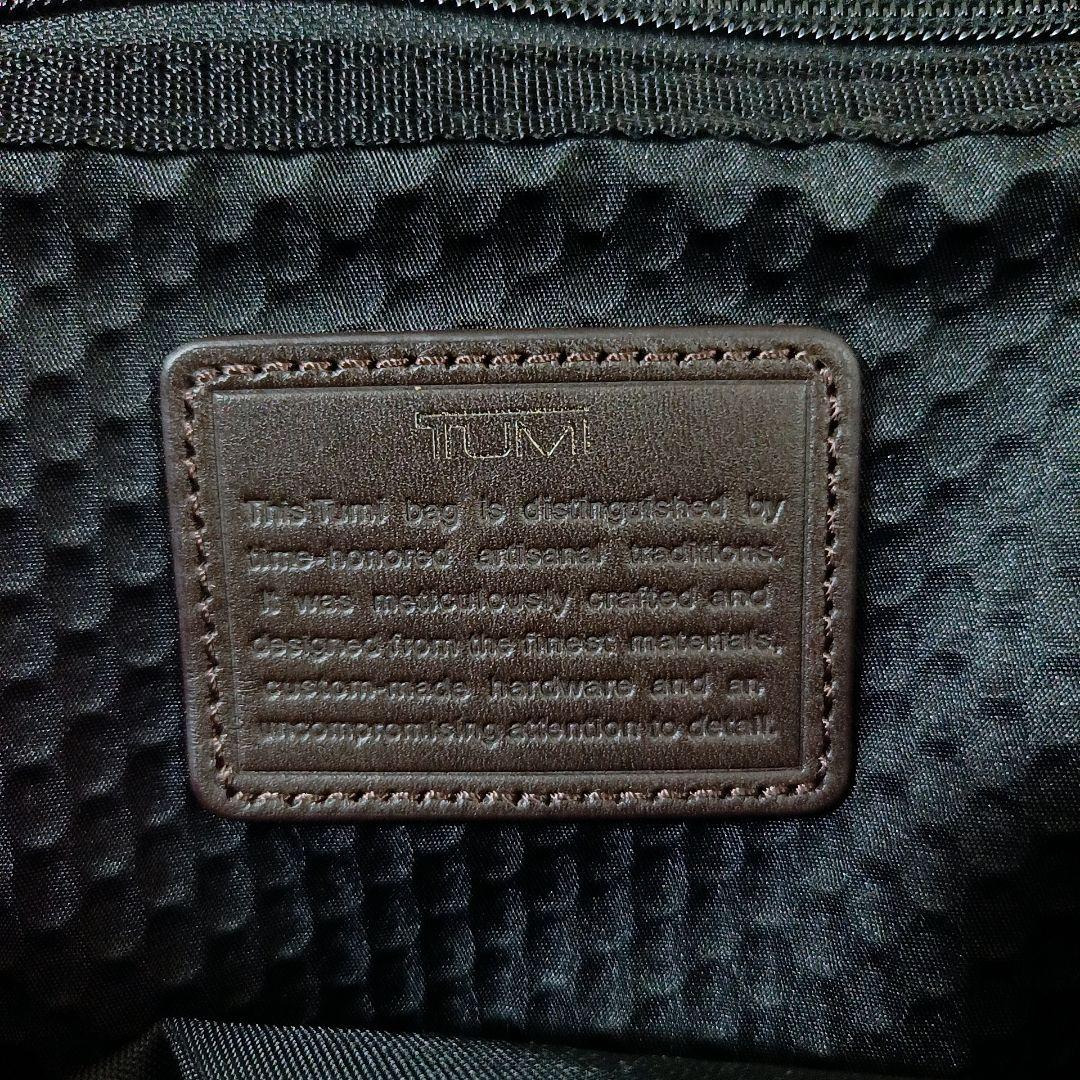 TUMI
This Tumi bag is distinguished by
time-honored artisanal traditions.
It was meticulously crafted and
designed from the finest materials,
custom-made hardware and an
uncompromising attention to detail.